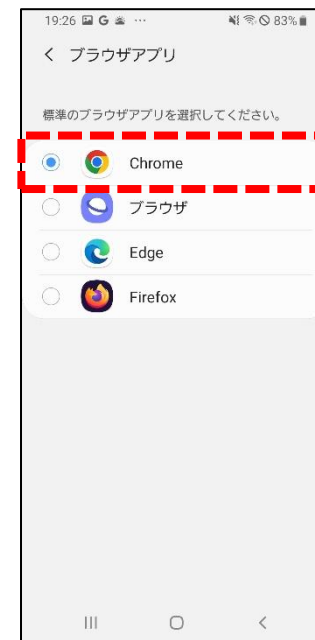 19:26 G ··· 83%
ブラウザアプリ
標準のブラウザアプリを選択してください。
Chrome
ブラウザ
Edge
Firefox